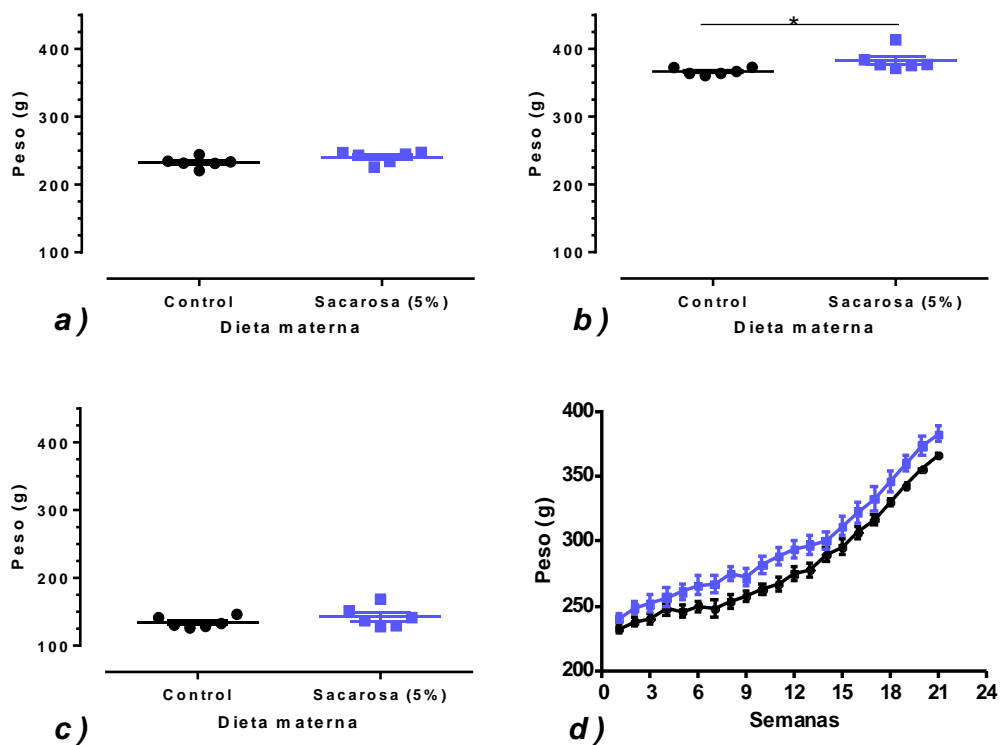 Peso (g)
400
300
200
100
Control
Sacarosa (5%)
Dieta materna
a)
*
Peso (g)
400
300
200
100
Control
Sacarosa (5%)
Dieta materna
b)
Peso (g)
400
300
200
100
Control
Sacarosa (5%)
Dieta materna
c)
Peso (g)
400
350
300
250
200
0 3 6 9 12 15 18 21 24
Semanas
d)